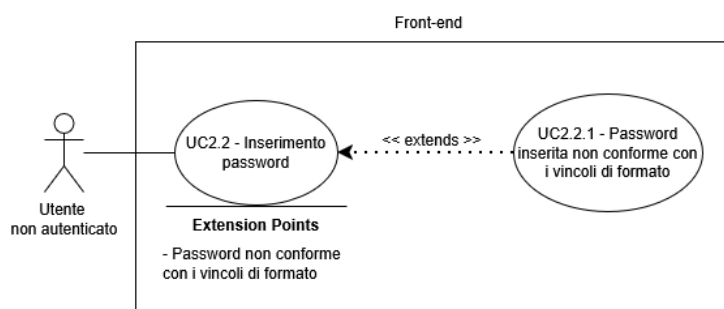 Front-end
UC2.2 - Inserimento
password
<< extends >>
UC2.2.1 - Password
inserita non conforme con
i vincoli di formato
Utente
non autenticato
Extension Points
- Password non conforme
con i vincoli di formato